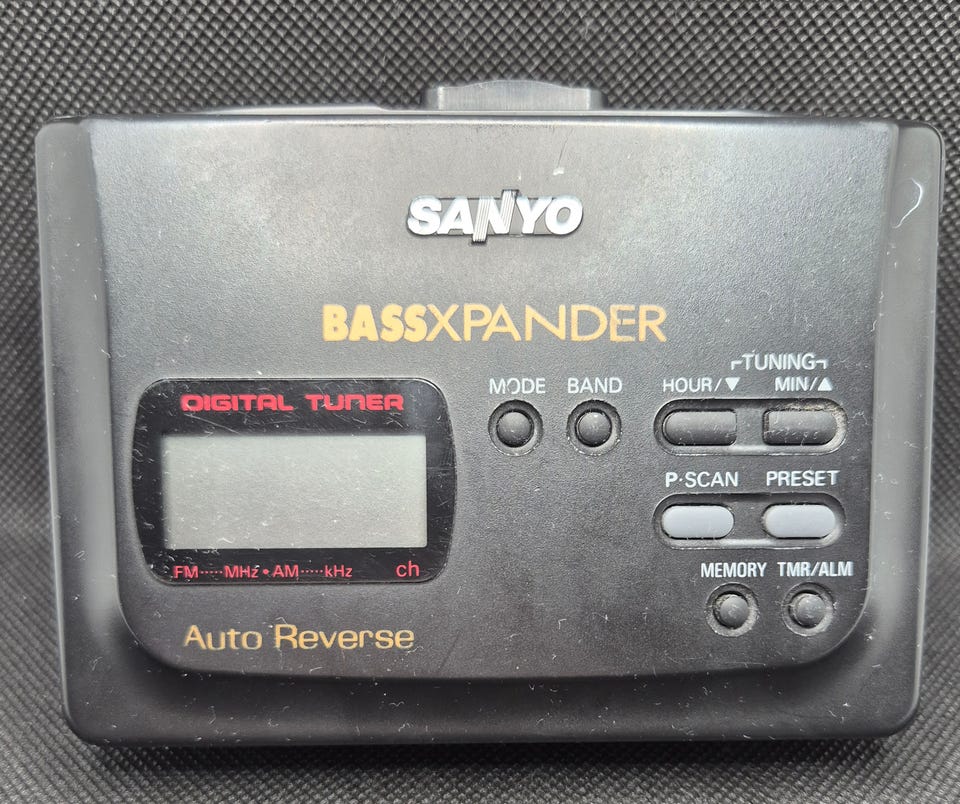 SANYO
BASSXPANDER
TUNING
MODE BAND HOUR/▼ MIN/▲
DIGITAL TUNER
P·SCAN PRESET
FM·····MHz•AM·····kHz ch
MEMORY TMR/ALM
Auto Reverse